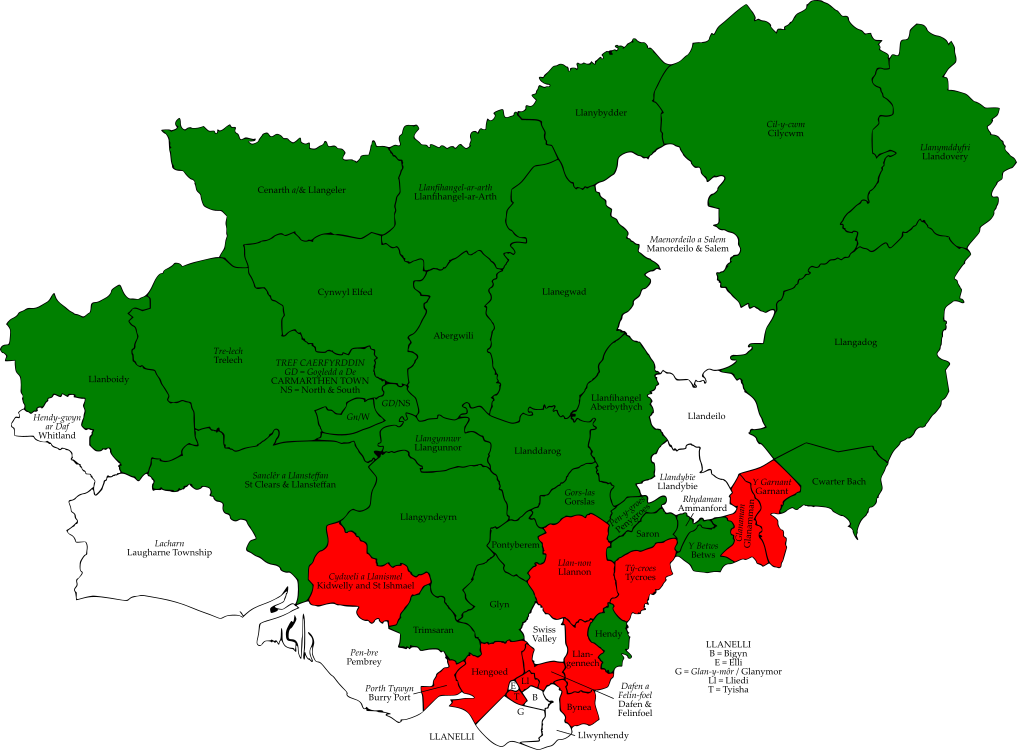 Llanybydder
Cil-y-cwm
Cilycwm
Llanymddyfri
Llandovery
Cenarth a/& Llangeler
Llanfihangel-ar-arth
Llanfihangel-ar-Arth
Maenordeilo a Salem
Manordeilo & Salem
Cynwyl Elfed
Llanegwad
Abergwili
Llangadog
Tre-lech
Trelech
TREF CAERFYRDDIN
GD = Gogledd a De
CARMARTHEN TOWN
NS = North & South
Llanboidy
GD/NS
Gn/W
Llanfihangel
Aberbythych
Llandeilo
Hendy-gwyn
ar Daf
Whitland
Llangynnwr
Llangunnor
Llanddarog
Sanclêr a Llansteffan
St Clears & Llansteffan
Llandybïe
Llandybie
Y Garnant
Garnant
Cwarter Bach
Gors-las
Gorslas
Rhydaman
Ammanford
Llangyndeyrn
Pen-y-groes
Penygroes
Glanaman
Glanamman
Saron
Lacharn
Laugharne Township
Pontyberem
Y Betws
Betws
Llan-non
Llannon
Tŷ-croes
Tycroes
Cydweli a Llanismel
Kidwelly and St Ishmael
Glyn
Trimsaran
Swiss
Valley
Hendy
Pen-bre
Pembrey
Llan-
gennech
Hengoed
LLANELLI
B = Bigyn
E = Elli
G = Glan-y-môr / Glanymor
Ll = Lliedi
T = Tyisha
Porth Tywyn
Burry Port
Ll
E
T
B
G
Dafen a
Felin-foel
Dafen &
Felinfoel
Bynea
LLANELLI
Llwynhendy